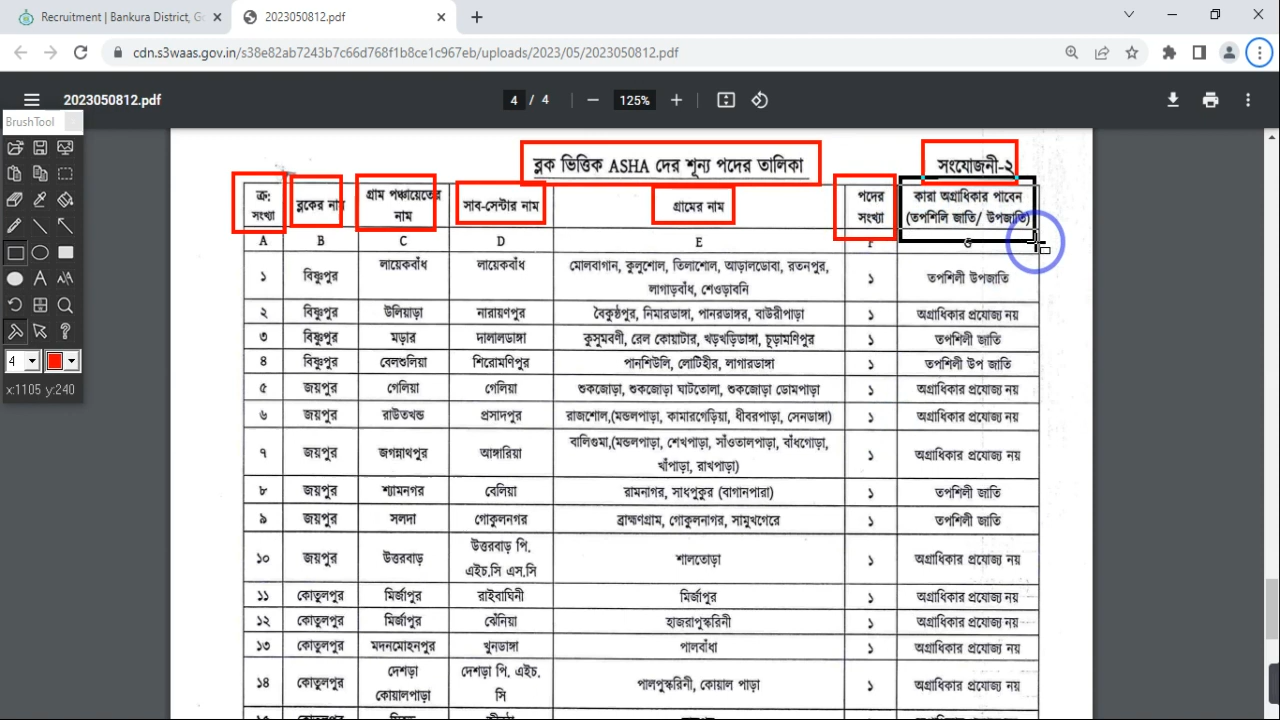 Recruitment | Bankura District, Go
2023050812.pdf
cdn.s3waas.gov.in/s38e82ab7243b7c66d768f1b8ce1c967eb/uploads/2023/05/2023050812.pdf
2023050812.pdf
4 / 4
125%
BrushTool
4
x:1105 y:240
ব্লক ভিত্তিক ASHA দের শূন্য পদের তালিকা
সংযোজনী-২
ক্র: সংখ্যা ব্লকের নাম গ্রাম পঞ্চায়েতের নাম সাব-সেন্টার নাম গ্রামের নাম পদের সংখ্যা কারা অগ্রাধিকার পাবেন (তপশিলি জাতি/ উপজাতি)
A B C D E F G
১ বিষ্ণুপুর লায়েকবাঁধ লায়েকবাঁধ মোলবাগান, কুলুশোল, তিলাশোল, আড়ালডোবা, রতনপুর, লাগাড়বাঁধ, শেওড়াবনি ১ তপশিলী উপজাতি
২ বিষ্ণুপুর উলিয়াড়া নারায়ণপুর বৈকুন্ঠপুর, নিমারডাঙ্গা, পানরডাঙ্গর, বাউরীপাড়া ১ অগ্রাধিকার প্রযোজ্য নয়
৩ বিষ্ণুপুর মড়ার দালালডাঙ্গা কুসুমবণী, রেল কোয়াটার, খড়খড়িডাঙ্গা, চূড়ামণিপুর ১ তপশিলী জাতি
৪ বিষ্ণুপুর বেলশুলিয়া শিরোমণিপুর পানশিউলি, লোটিহীর, লাগারডাঙ্গা ১ তপশিলী উপ জাতি
৫ জয়পুর গেলিয়া গেলিয়া শুকজোড়া, শুকজোড়া ঘাটতোলা, শুকজোড়া ডোমপাড়া ১ অগ্রাধিকার প্রযোজ্য নয়
৬ জয়পুর রাউতখন্ড প্রসাদপুর রাজশোল,(মন্ডলপাড়া, কামারগেড়িয়া, ধীবরপাড়া, সেনডাঙ্গা) ১ অগ্রাধিকার প্রযোজ্য নয়
৭ জয়পুর জগন্নাথপুর আঙ্গারিয়া বালিগুমা,(মন্ডলপাড়া, শেখপাড়া, সাঁওতালপাড়া, বাঁধগোড়া, খাঁপাড়া, রাখপাড়া) ১ অগ্রাধিকার প্রযোজ্য নয়
৮ জয়পুর শ্যামনগর বেলিয়া রামনাগর, সাধপুকুর (বাগানপারা) ১ তপশিলী জাতি
৯ জয়পুর সলদা গোকুলনগর ব্রাহ্মণগ্রাম, গোকুলনাগর, সামুখগেরে ১ তপশিলী জাতি
১০ জয়পুর উত্তরবাড় উত্তরবাড় পি. এইচ.সি এস.সি শালতোড়া ১ অগ্রাধিকার প্রযোজ্য নয়
১১ কোতুলপুর মির্জাপুর রাইবাঘিনী মির্জাপুর ১ অগ্রাধিকার প্রযোজ্য নয়
১২ কোতুলপুর মির্জাপুর ঝেঁনিয়া হাজরাপুস্করিনী ১ অগ্রাধিকার প্রযোজ্য নয়
১৩ কোতুলপুর মদনমোহনপুর খুনডাঙ্গা পালবাঁধা ১ অগ্রাধিকার প্রযোজ্য নয়
১৪ কোতুলপুর দেশড়া কোয়ালপাড়া দেশড়া পি. এইচ. সি পালপুস্করিনী, কোয়াল পাড়া ১ অগ্রাধিকার প্রযোজ্য নয়